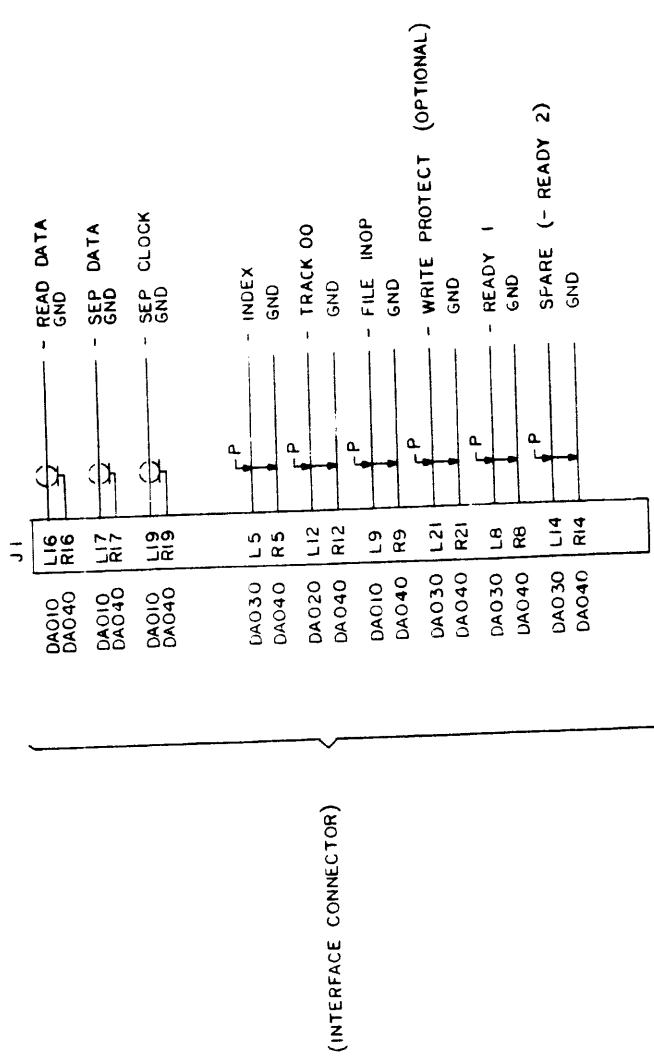 J1
DA010 L16 - READ DATA
DA040 R16 GND
DA010 L17 - SEP DATA
DA040 R17 GND
DA010 L19 - SEP CLOCK
DA040 R19 GND
DA030 L5 P - INDEX
DA040 R5 GND
DA020 L12 P - TRACK 00
DA040 R12 GND
DA010 L9 P - FILE INOP
DA040 R9 GND
DA030 L21 P - WRITE PROTECT (OPTIONAL)
DA040 R21 GND
DA030 L8 P - READY 1
DA040 R8 GND
DA030 L14 P SPARE (- READY 2)
DA040 R14 GND
(INTERFACE CONNECTOR)